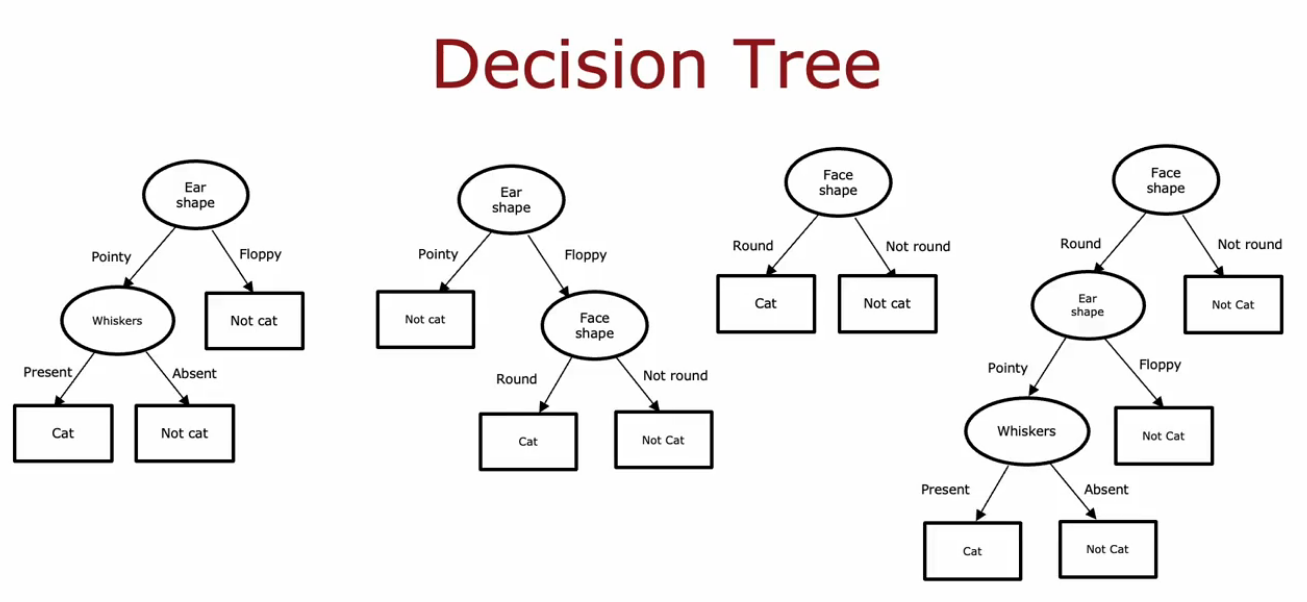 Decision Tree
Ear
shape
Pointy
Floppy
Whiskers
Not cat
Present
Absent
Cat
Not cat
Ear
shape
Pointy
Floppy
Not cat
Face
shape
Round
Not round
Cat
Not Cat
Face
shape
Round
Not round
Cat
Not cat
Face
shape
Round
Not round
Ear
shape
Not Cat
Pointy
Floppy
Whiskers
Not Cat
Present
Absent
Cat
Not Cat